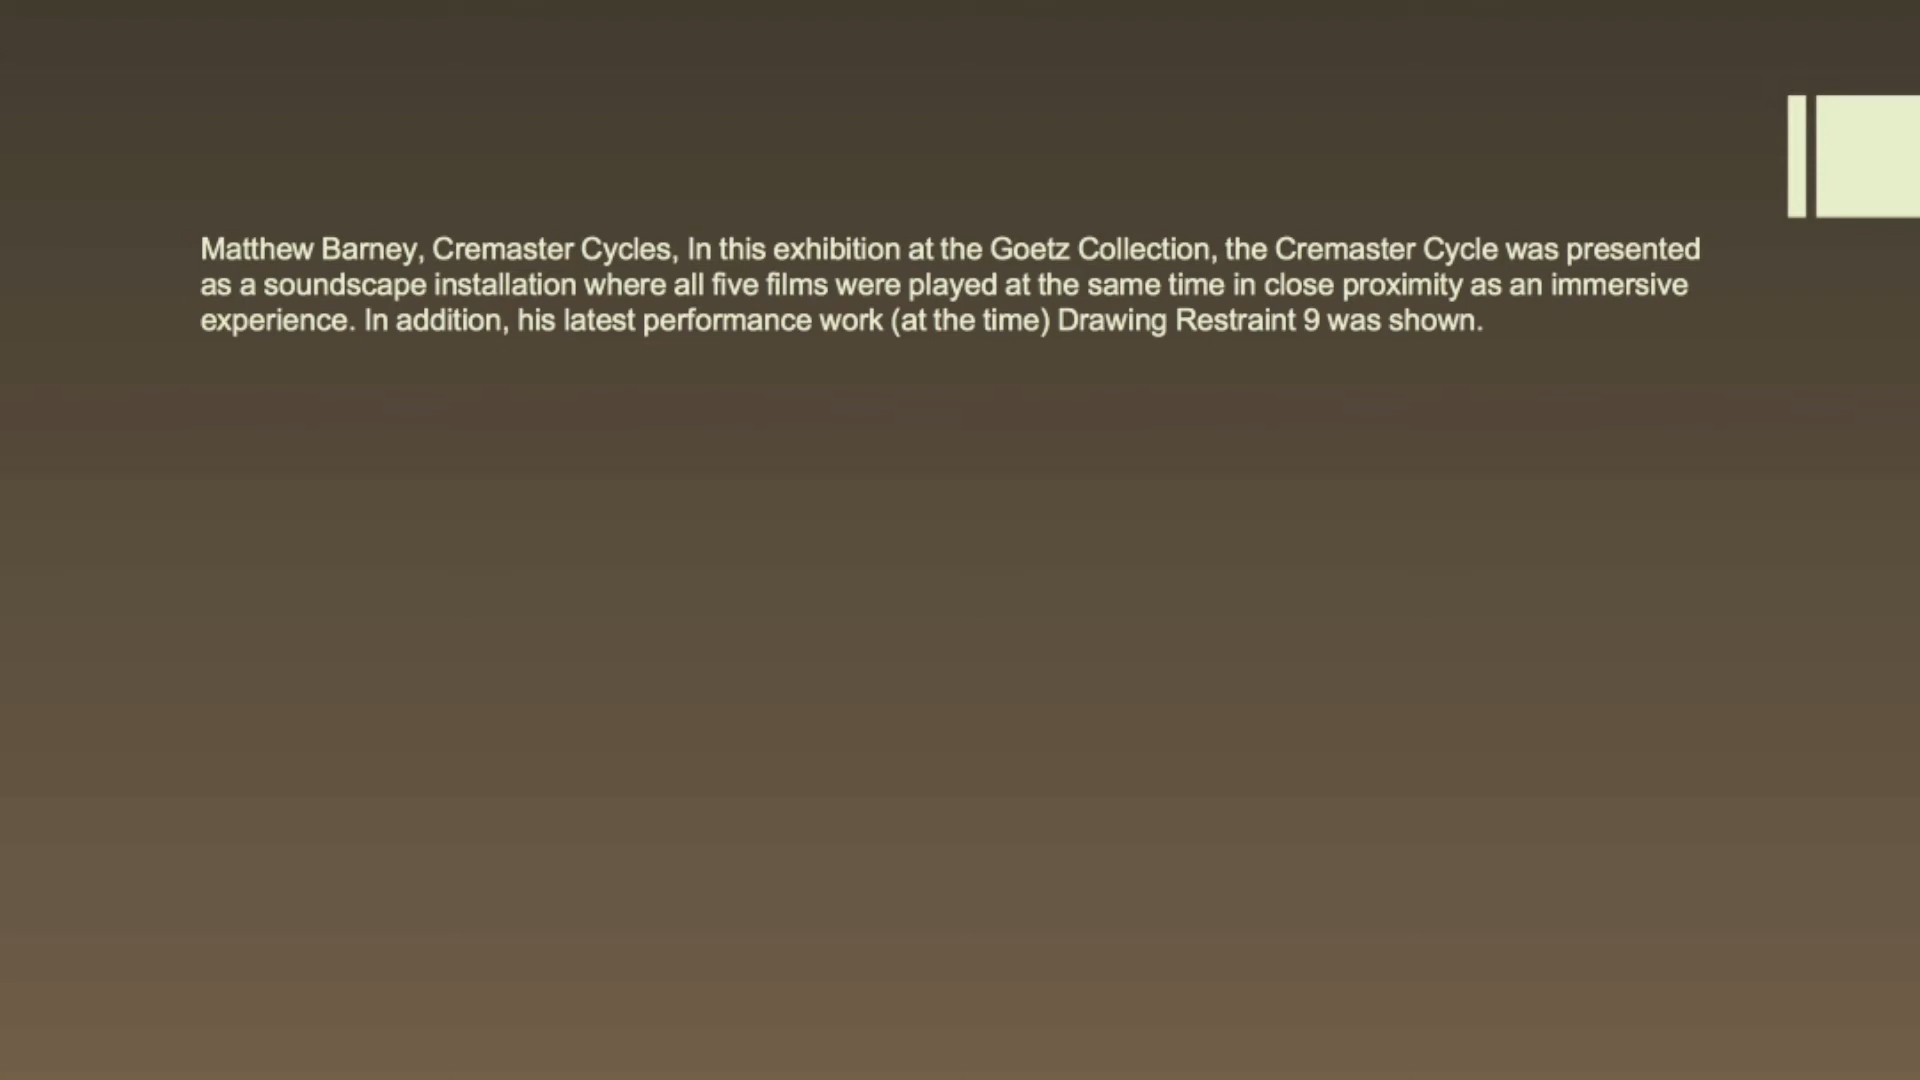 Matthew Barney, Cremaster Cycles, In this exhibition at the Goetz Collection, the Cremaster Cycle was presented
as a soundscape installation where all five films were played at the same time in close proximity as an immersive
experience. In addition, his latest performance work (at the time) Drawing Restraint 9 was shown.